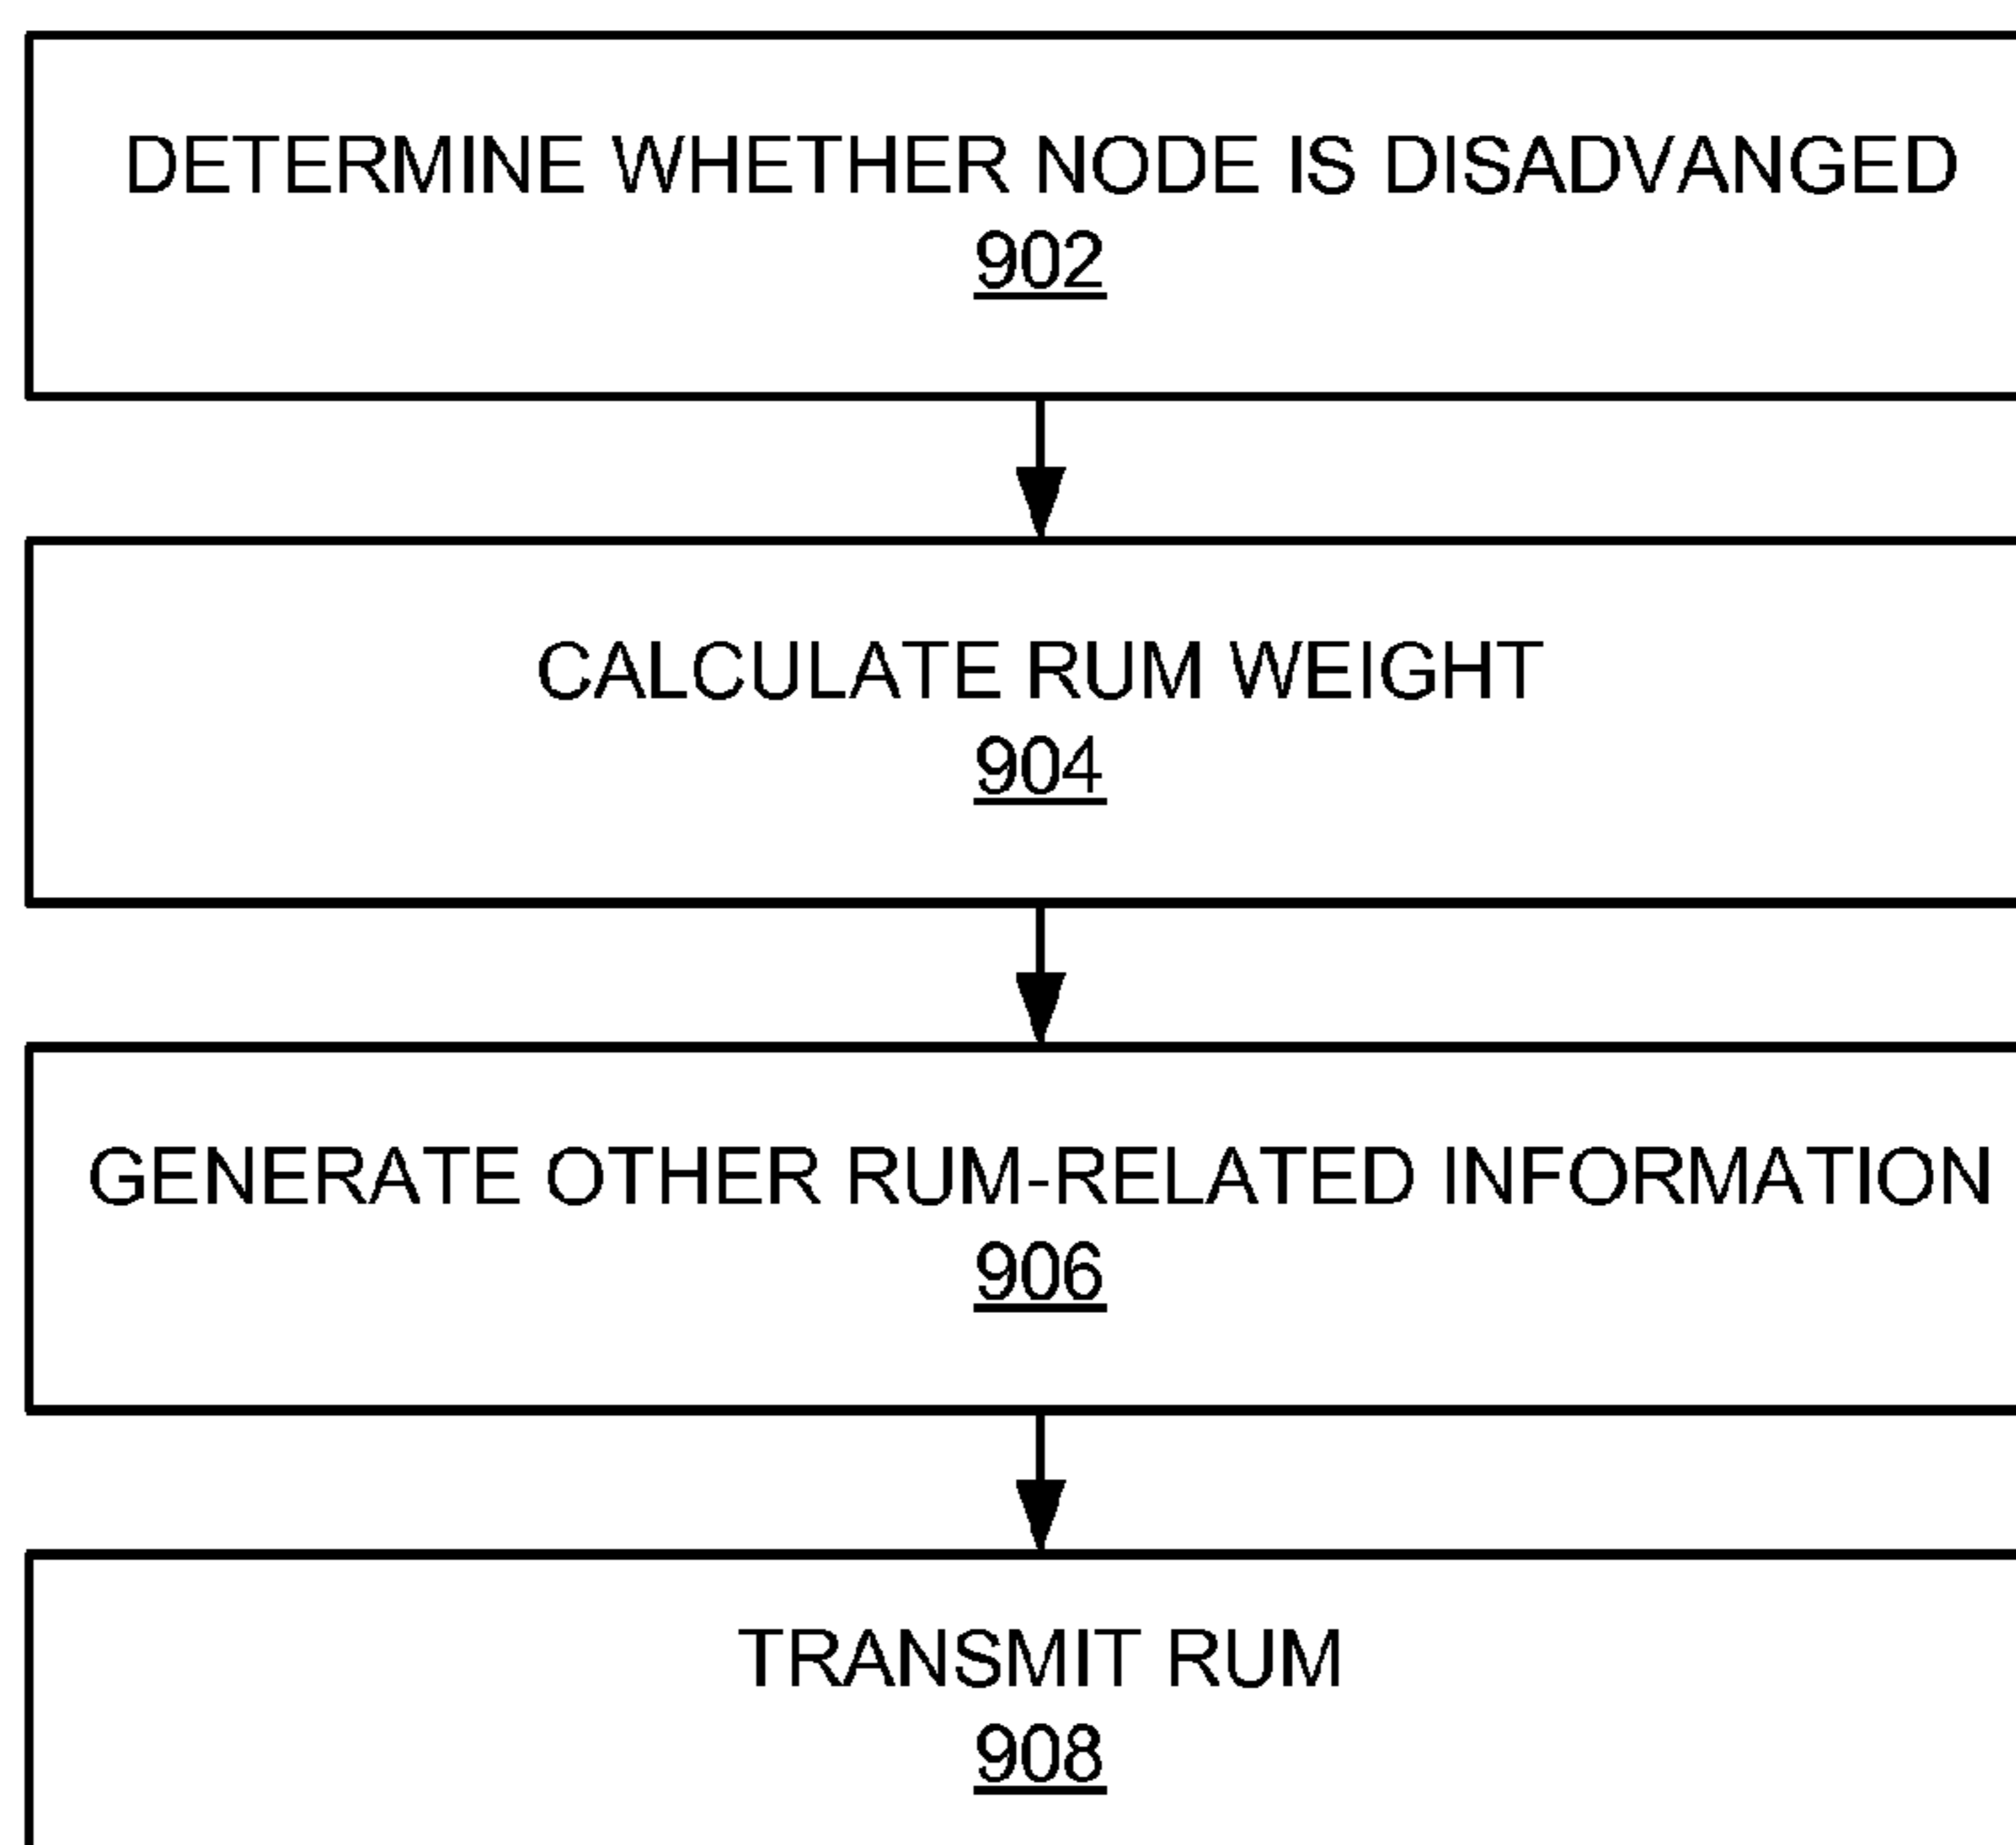 DETERMINE WHETHER NODE IS DISADVANGED
902
CALCULATE RUM WEIGHT
904
GENERATE OTHER RUM-RELATED INFORMATION
906
TRANSMIT RUM
908